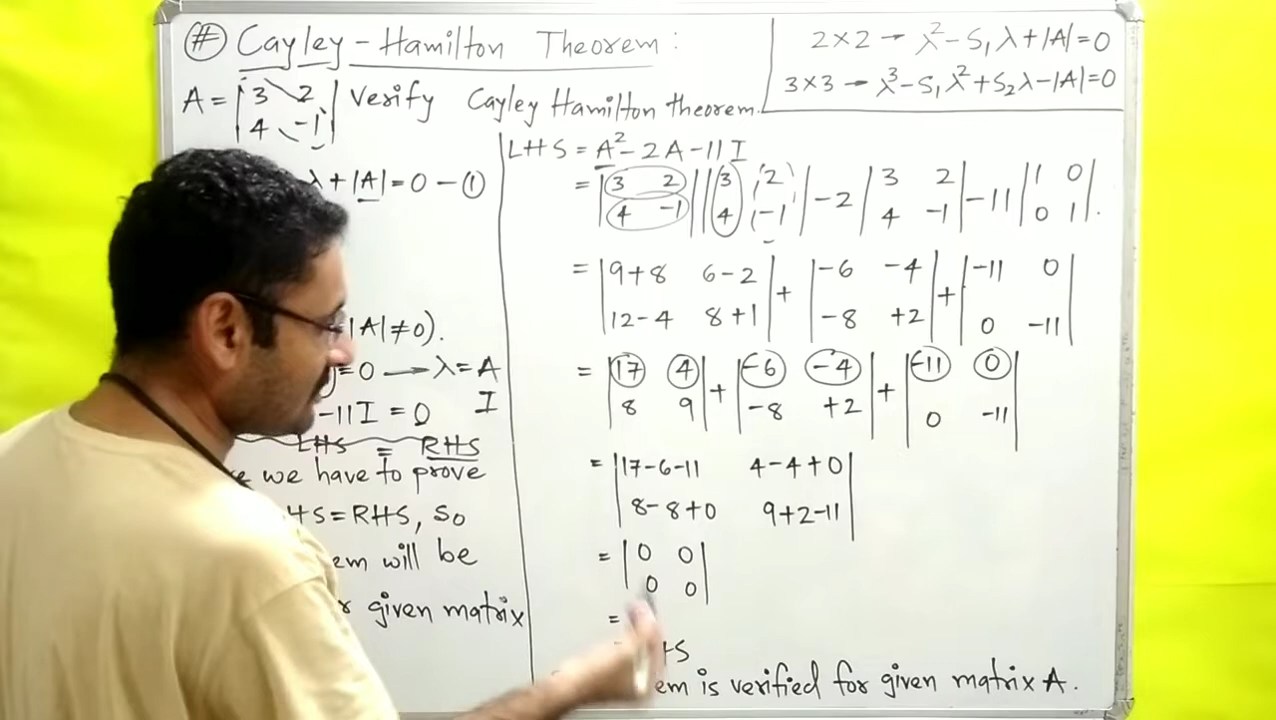 # Cayley-Hamilton Theorem:
2×2 → λ²-S₁λ+|A|=0
3×3 → λ³-S₁λ²+S₂λ-|A|=0
A = |3 2| Verify Cayley Hamilton theorem.
|4 -1|
λ+|A|=0 - ①
|A|≠0).
=0 → λ=A
-11I = 0 I
LHS = RHS
we have to prove
=RHS, so
will be
given matrix
LHS = A²-2A-11I
= |3 2| |3 2| -2 |3 2| -11 |1 0|.
|4 -1| |4 -1| |4 -1| |0 1|
= |9+8 6-2| + |-6 -4| + |-11 0|
|12-4 8+1| |-8 +2| |0 -11|
= |17 4| + |-6 -4| + |-11 0|
|8 9| |-8 +2| |0 -11|
= |17-6-11 4-4+0|
|8-8+0 9+2-11|
= |0 0|
|0 0|
=
is verified for given matrix A.